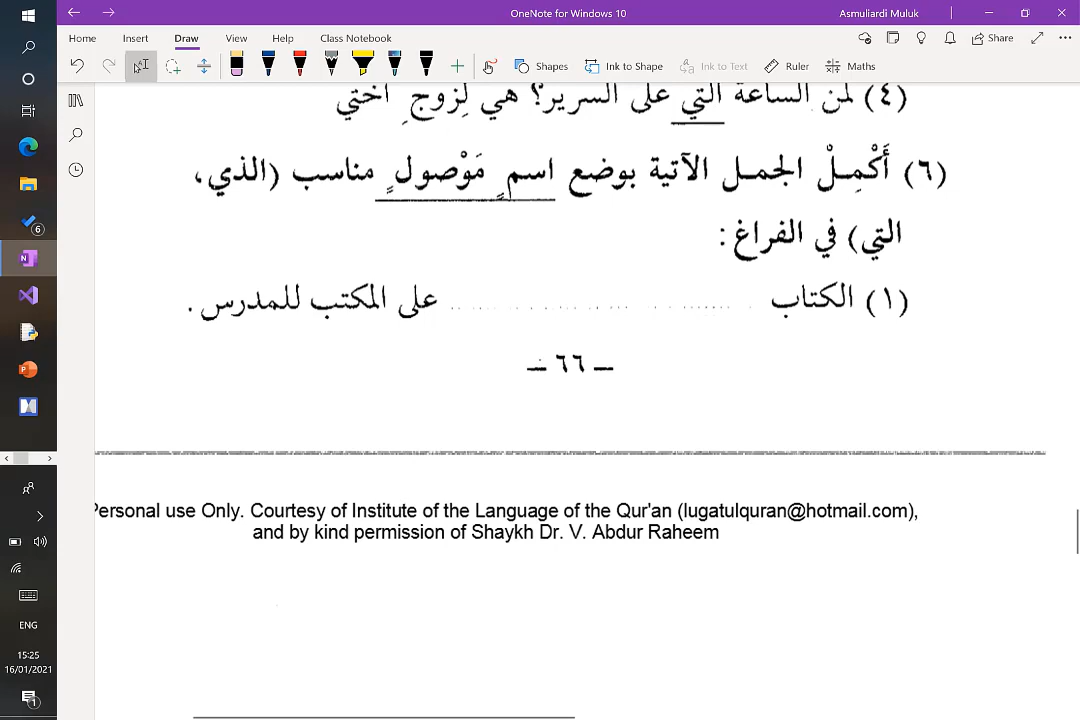 OneNote for Windows 10
Asmuliardi Muluk
Home Insert Draw View Help Class Notebook
Share
Shapes Ink to Shape Ink to Text Ruler Maths
(٤) لمن الساعة التي على السرير؟ هي لِزوجِ أختي
(٦) أَكْمِلْ الجمل الآتية بوضع اسمٍ مَوْصولٍ مناسب (الذي،
التي) في الفراغ :
(١) الكتاب .................... على المكتب للمدرس .
— ٦٦ —
Personal use Only. Courtesy of Institute of the Language of the Qur'an (lugatulquran@hotmail.com),
and by kind permission of Shaykh Dr. V. Abdur Raheem
6
ENG
15:25
16/01/2021
1